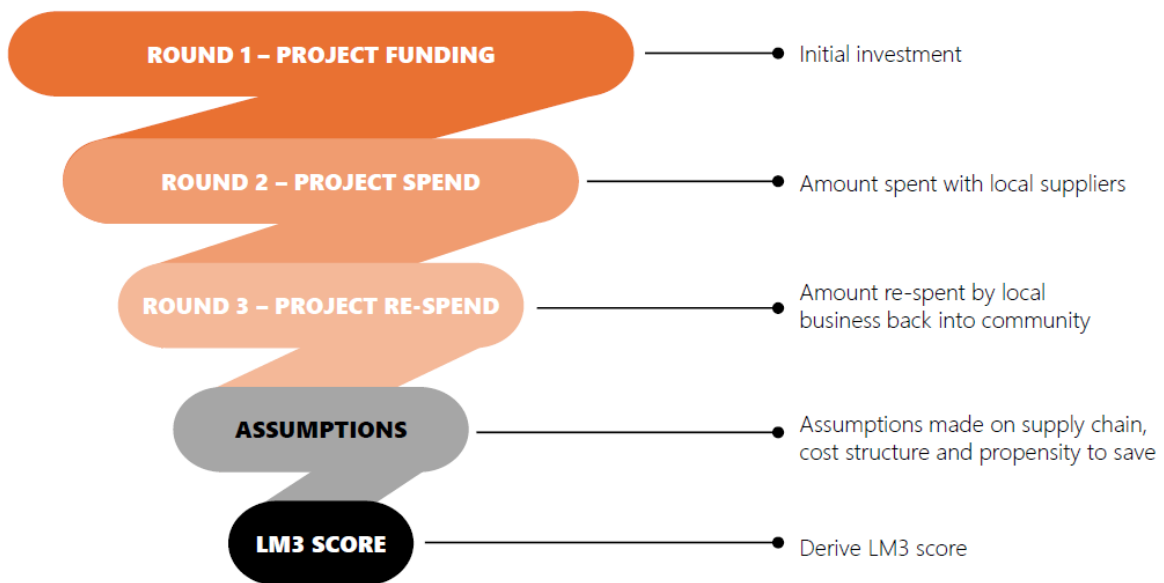 ROUND 1 – PROJECT FUNDING
Initial investment
ROUND 2 – PROJECT SPEND
Amount spent with local suppliers
ROUND 3 – PROJECT RE-SPEND
Amount re-spent by local
business back into community
ASSUMPTIONS
Assumptions made on supply chain,
cost structure and propensity to save
LM3 SCORE
Derive LM3 score